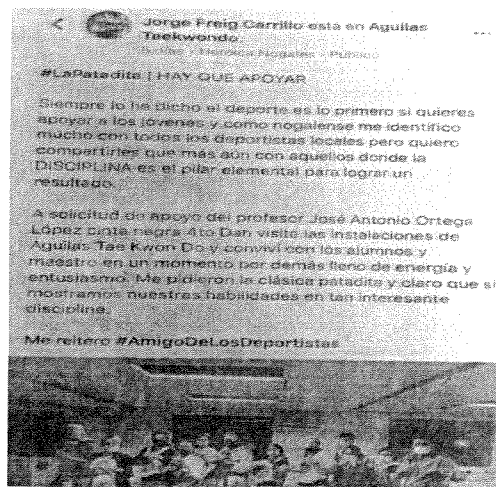 Jorge Freig Carrillo está en Aguilas
Taekwondo.
Heroica Nogales · Público
#LaPatadita | HAY QUE APOYAR
Siempre lo he dicho el deporte es lo primero si quieres
apoyar a los jovenes y como nogalense me identifico
mucho con todos los deportistas locales pero quiero
compartirles que más aún con aquellos donde la
DISCIPLINA es el pilar elemental para lograr un
resultado.
A solicitud de apoyo del profesor José Antonio Ortega
López cinta negra 4to Dan visité las instalaciones de
Aguilas Tae Kwon Do y conviví con los alumnos y
maestro en un momento por demás lleno de energía y
entusiasmo. Me pidieron la clásica patadita y claro que si
mostramos nuestras habilidades en tan interesante
disciplina.
Me reitero #AmigoDeLosDeportistas